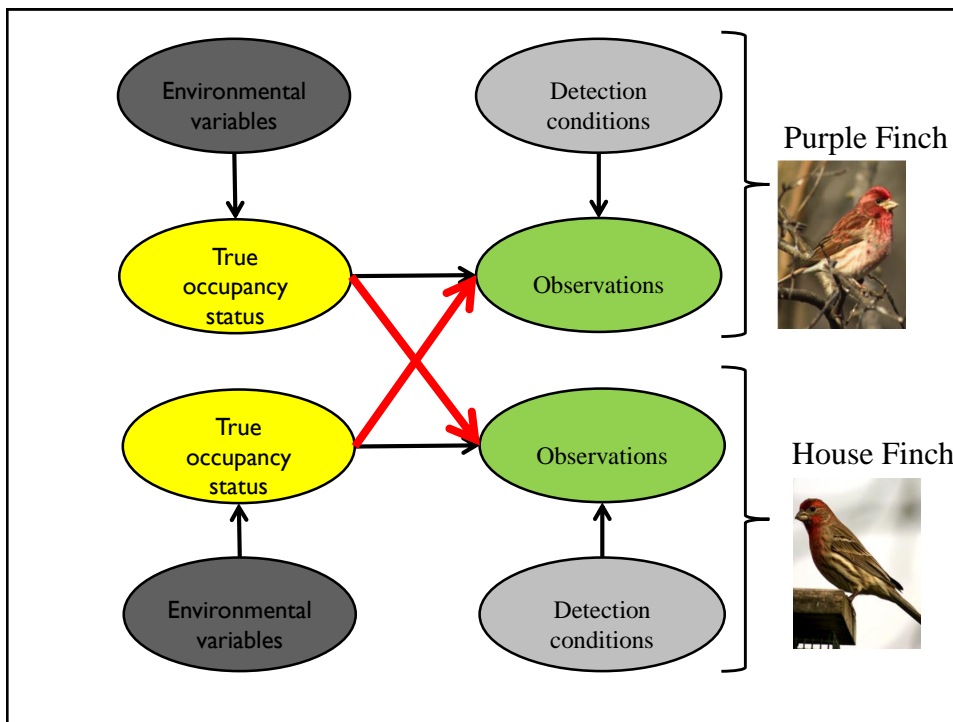 Environmental
variables
Detection
conditions
Purple Finch
True
occupancy
status
Observations
True
occupancy
status
Observations
House Finch
Environmental
variables
Detection
conditions